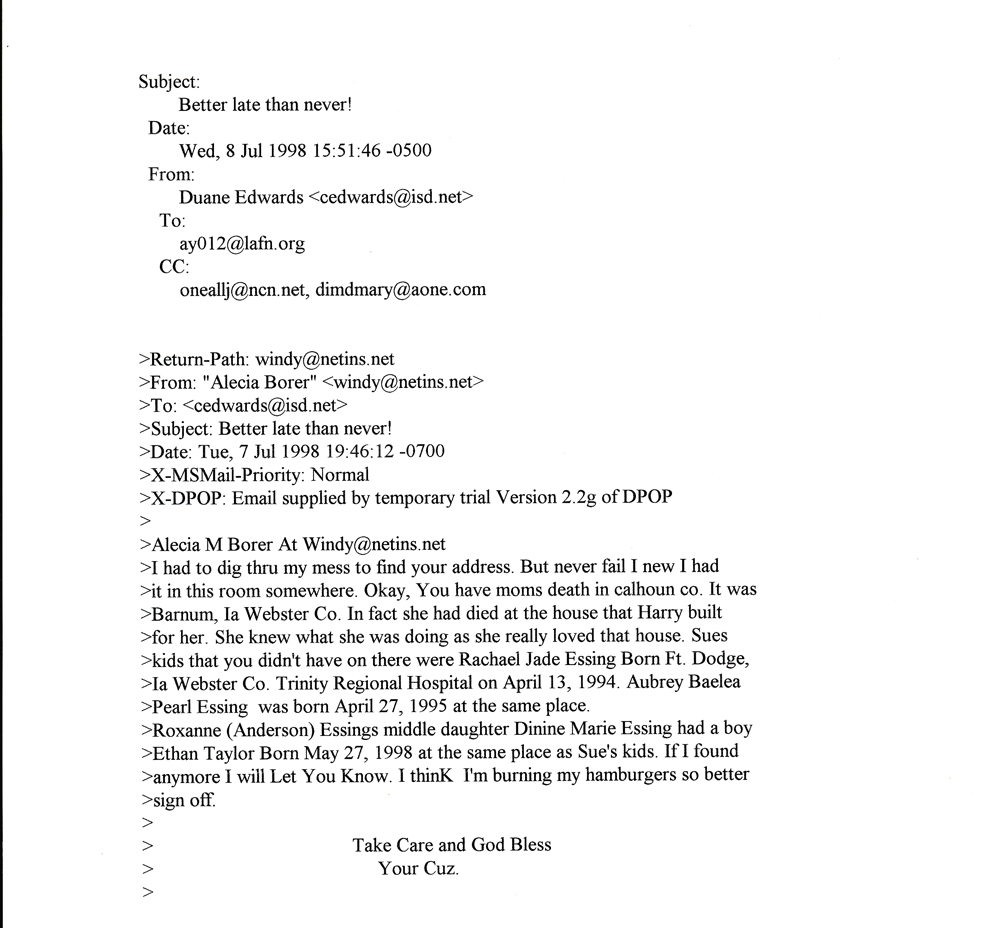 Subject:
Better late than never!
Date:
Wed, 8 Jul 1998 15:51:46 -0500
From:
Duane Edwards <cedwards@isd.net>
To:
ay012@lafn.org
CC:
oneallj@ncn.net, dimdmary@aone.com
>Return-Path: windy@netins.net
>From: "Alecia Borer" <windy@netins.net>
>To: <cedwards@isd.net>
>Subject: Better late than never!
>Date: Tue, 7 Jul 1998 19:46:12 -0700
>X-MSMail-Priority: Normal
>X-DPOP: Email supplied by temporary trial Version 2.2g of DPOP
>
>Alecia M Borer At Windy@netins.net
>I had to dig thru my mess to find your address. But never fail I new I had
>it in this room somewhere. Okay, You have moms death in calhoun co. It was
>Barnum, Ia Webster Co. In fact she had died at the house that Harry built
>for her. She knew what she was doing as she really loved that house. Sues
>kids that you didn't have on there were Rachael Jade Essing Born Ft. Dodge,
>Ia Webster Co. Trinity Regional Hospital on April 13, 1994. Aubrey Baelea
>Pearl Essing  was born April 27, 1995 at the same place.
>Roxanne (Anderson) Essings middle daughter Dinine Marie Essing had a boy
>Ethan Taylor Born May 27, 1998 at the same place as Sue's kids. If I found
>anymore I will Let You Know. I thinK  I'm burning my hamburgers so better
>sign off.
>
> Take Care and God Bless
> Your Cuz.
>